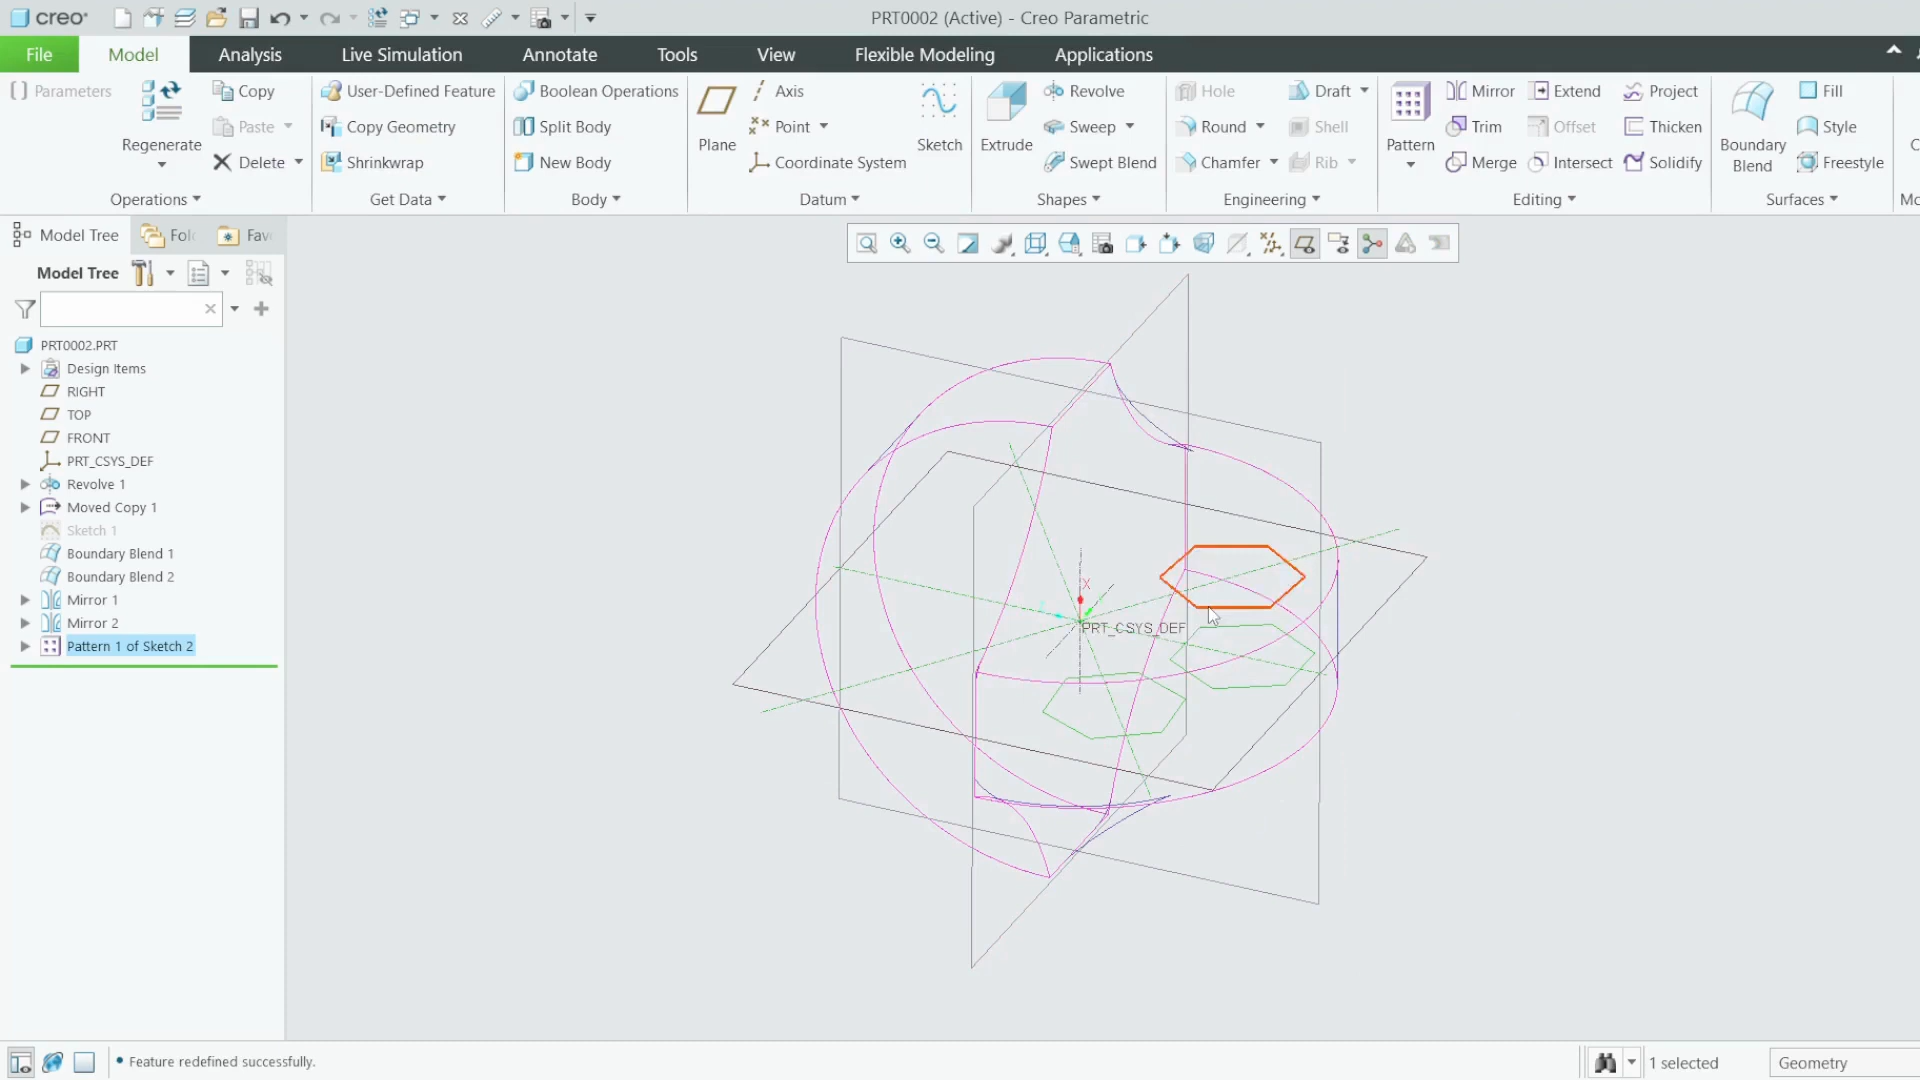 creo
PRT0002 (Active) - Creo Parametric
File Model Analysis Live Simulation Annotate Tools View Flexible Modeling Applications
Parameters
Regenerate
Copy
Paste
Delete
Operations
User-Defined Feature
Copy Geometry
Shrinkwrap
Get Data
Boolean Operations
Split Body
New Body
Body
Plane
Axis
Point
Coordinate System
Sketch
Datum
Extrude
Revolve
Sweep
Swept Blend
Shapes
Hole
Round
Chamfer
Draft
Shell
Rib
Engineering
Pattern
Mirror
Trim
Merge
Extend
Offset
Intersect
Project
Thicken
Solidify
Editing
Boundary
Blend
Fill
Style
Freestyle
Surfaces
Model Tree
Model Tree
PRT0002.PRT
Design Items
RIGHT
TOP
FRONT
PRT_CSYS_DEF
Revolve 1
Moved Copy 1
Sketch 1
Boundary Blend 1
Boundary Blend 2
Mirror 1
Mirror 2
Pattern 1 of Sketch 2
X
PRT_CSYS_DEF
Feature redefined successfully.
1 selected
Geometry